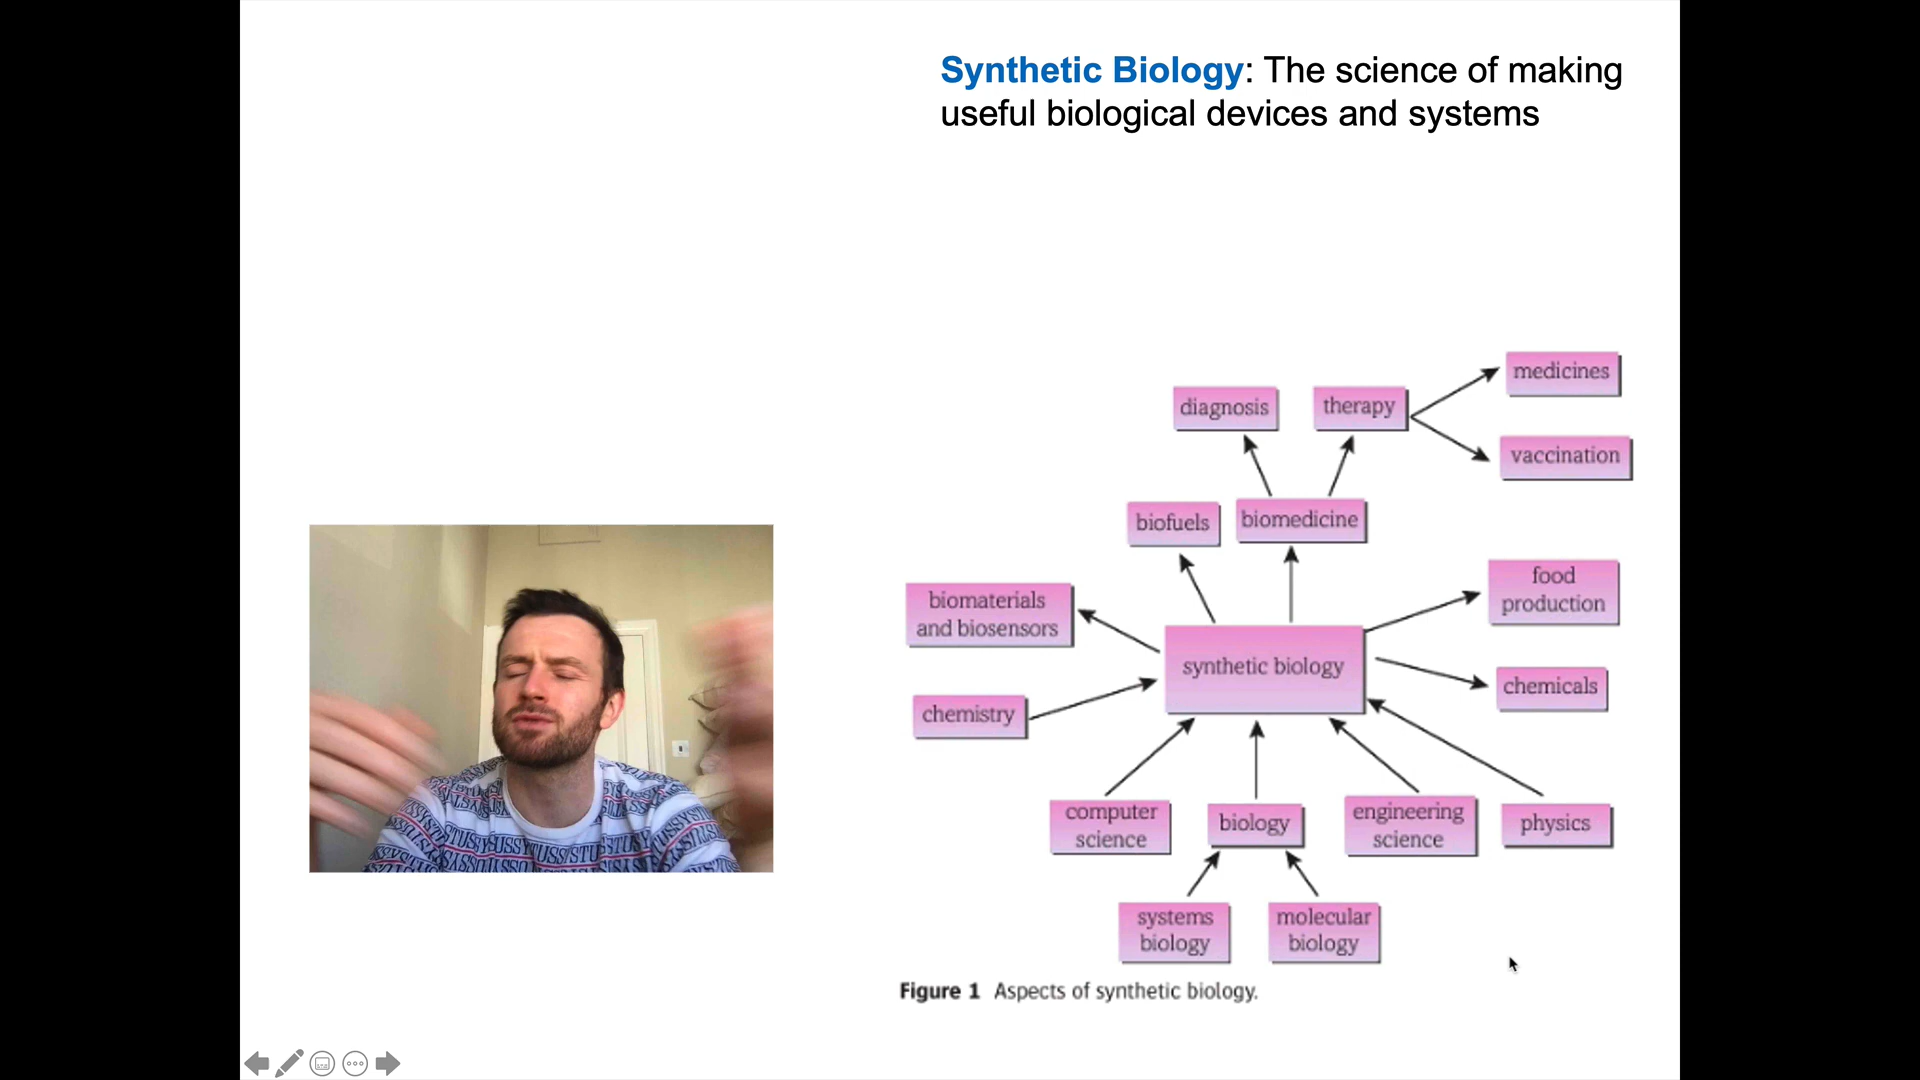 Synthetic Biology: The science of making
useful biological devices and systems
medicines
diagnosis
therapy
vaccination
biofuels
biomedicine
food
production
biomaterials
and biosensors
synthetic biology
chemicals
chemistry
computer
science
biology
engineering
science
physics
systems
biology
molecular
biology
Figure 1 Aspects of synthetic biology.